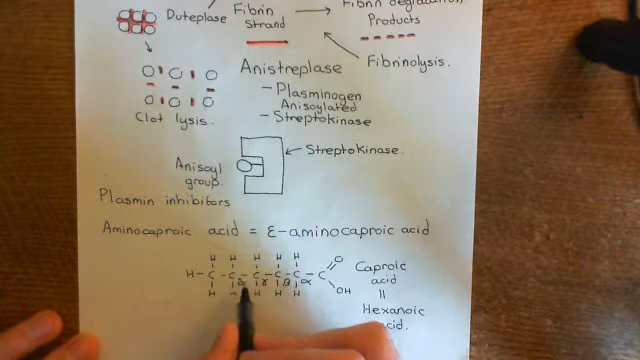 Fibrin degradation
Duteplase Fibrin Strand Products
Fibrinolysis.
Anistreplase
- Plasminogen
Anisoylated
- Streptokinase
Clot lysis.
Streptokinase.
Anisoyl
group.
Plasmin inhibitors
Aminocaproic acid = ε-aminocaproic acid
H H H H H
H-C-C-C-C-C-C O
δ γ β α
OH
H H H H
Caproic
acid
=
Hexanoic
acid.